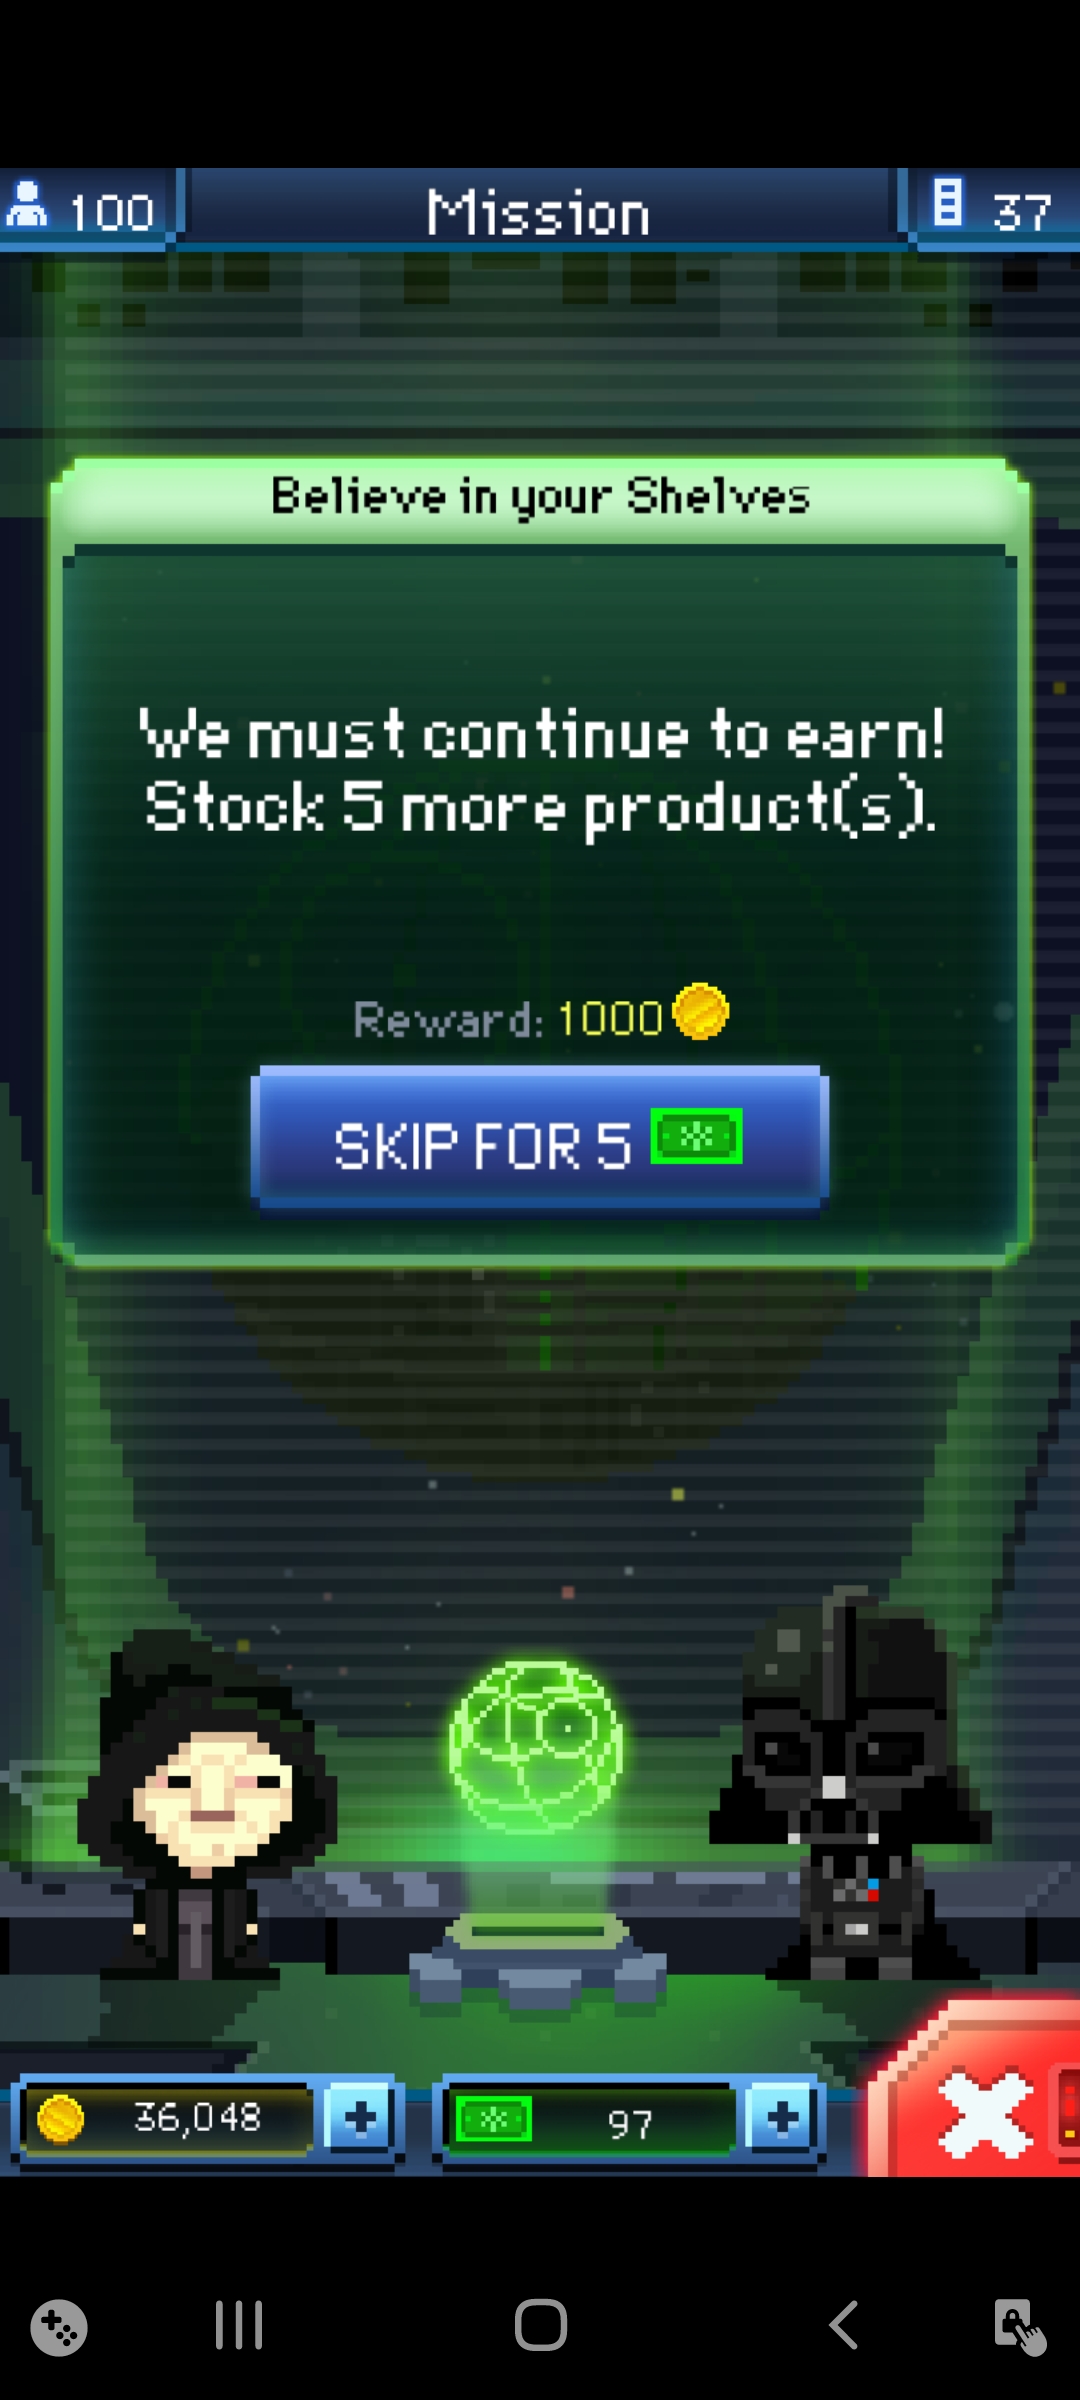 100
Mission
37
Believe in your Shelves
We must continue to earn!
Stock 5 more product(s).
Reward: 1000
SKIP FOR 5
36,048
97